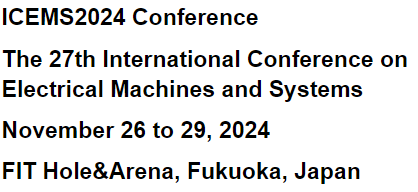 ICEMS2024 Conference
The 27th International Conference on
Electrical Machines and Systems
November 26 to 29, 2024
FIT Hole&Arena, Fukuoka, Japan